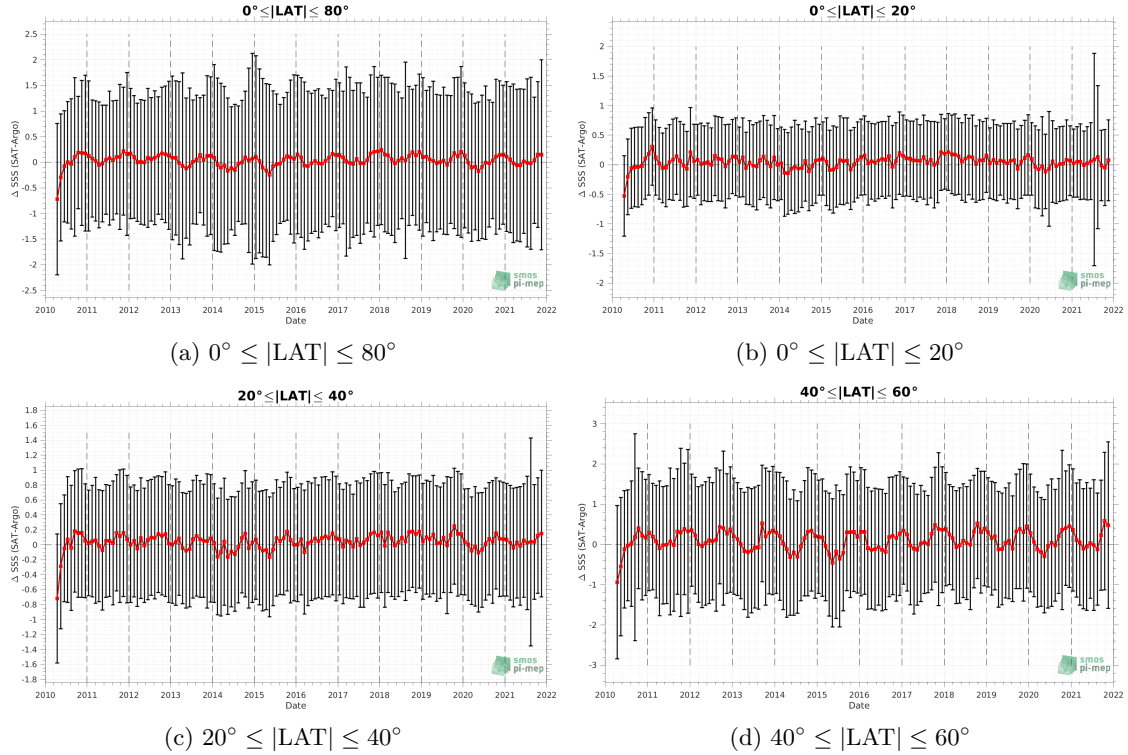 0°≤|LAT|≤ 80°
2.5
2
1.5
1
0.5
0
-0.5
-1
-1.5
-2
-2.5
Δ SSS (SAT-Argo)
2010 2011 2012 2013 2014 2015 2016 2017 2018 2019 2020 2021 2022
Date
smos
pi-mep
(a) 0° ≤ |LAT| ≤ 80°
0°≤|LAT|≤ 20°
2
1.5
1
0.5
0
-0.5
-1
-1.5
-2
Δ SSS (SAT-Argo)
2010 2011 2012 2013 2014 2015 2016 2017 2018 2019 2020 2021 2022
Date
smos
pi-mep
(b) 0° ≤ |LAT| ≤ 20°
20°≤|LAT|≤ 40°
1.8
1.6
1.4
1.2
1
0.8
0.6
0.4
0.2
0
-0.2
-0.4
-0.6
-0.8
-1
-1.2
-1.4
-1.6
-1.8
Δ SSS (SAT-Argo)
2010 2011 2012 2013 2014 2015 2016 2017 2018 2019 2020 2021 2022
Date
smos
pi-mep
(c) 20° ≤ |LAT| ≤ 40°
40°≤|LAT|≤ 60°
3
2
1
0
-1
-2
-3
Δ SSS (SAT-Argo)
2010 2011 2012 2013 2014 2015 2016 2017 2018 2019 2020 2021 2022
Date
smos
pi-mep
(d) 40° ≤ |LAT| ≤ 60°